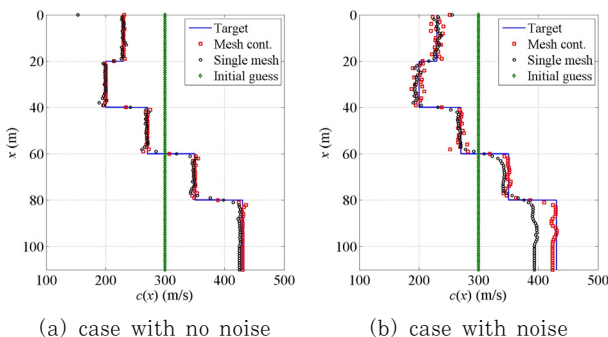 0
20
40
60
80
100
x (m)
100 200 300 400 500
c(x) (m/s)
Target
Mesh cont.
Single mesh
Initial guess
(a) case with no noise
0
20
40
60
80
100
x (m)
100 200 300 400 500
c(x) (m/s)
Target
Mesh cont.
Single mesh
Initial guess
(b) case with noise